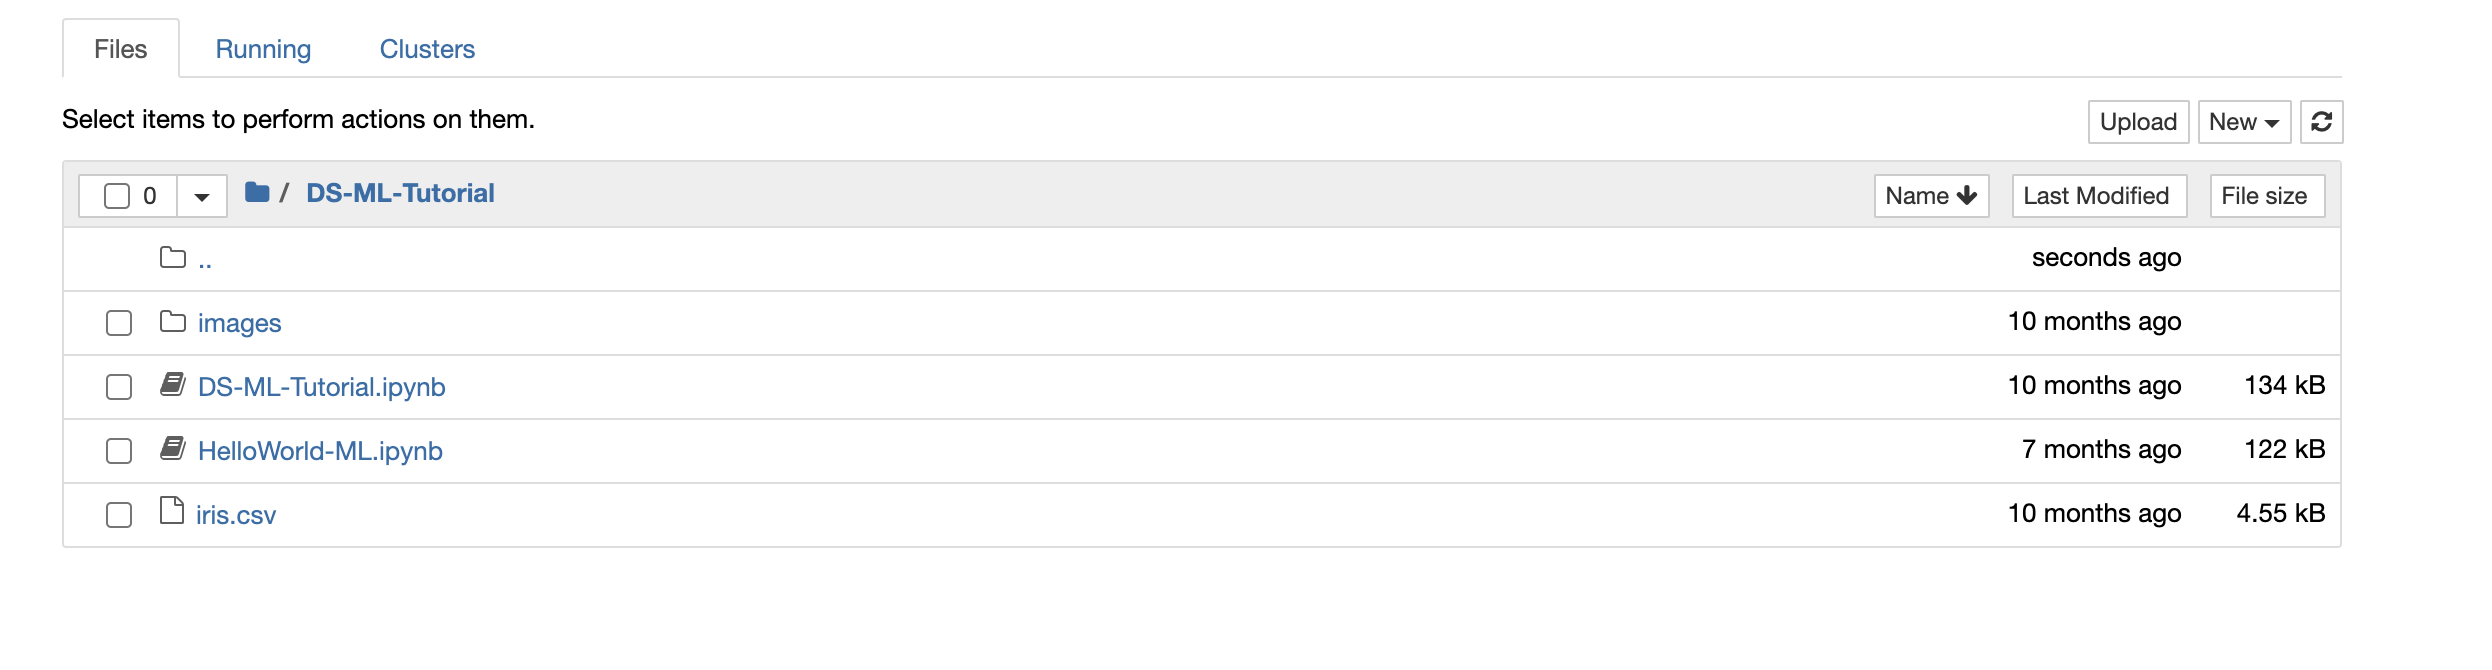 Files Running Clusters
Select items to perform actions on them. Upload New
0 / DS-ML-Tutorial Name Last Modified File size
.. seconds ago
images 10 months ago
DS-ML-Tutorial.ipynb 10 months ago 134 kB
HelloWorld-ML.ipynb 7 months ago 122 kB
iris.csv 10 months ago 4.55 kB